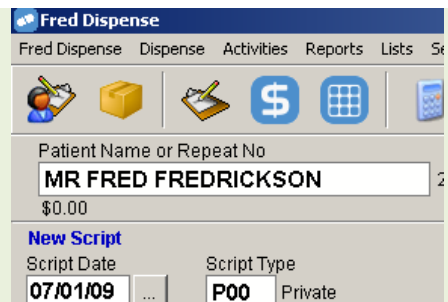 Fred Dispense
Fred Dispense Dispense Activities Reports Lists
Patient Name or Repeat No
MR FRED FREDRICKSON
$0.00
New Script
Script Date Script Type
07/01/09 ... P00 Private